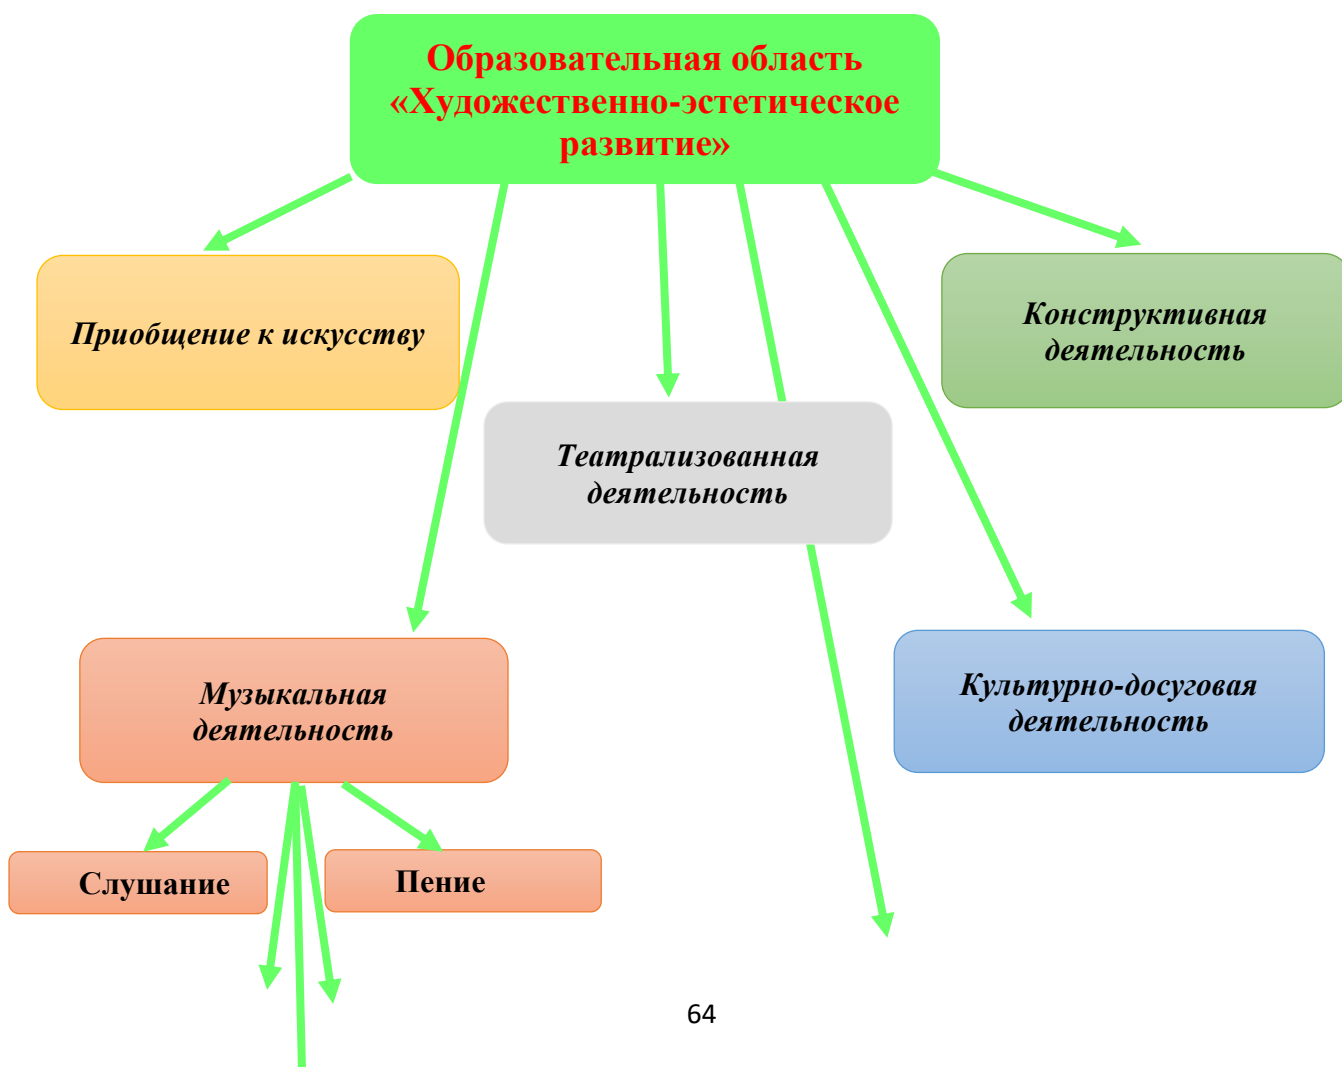 Образовательная область
«Художественно-эстетическое
развитие»
Приобщение к искусству
Конструктивная
деятельность
Театрализованная
деятельность
Музыкальная
деятельность
Культурно-досуговая
деятельность
Слушание
Пение
64